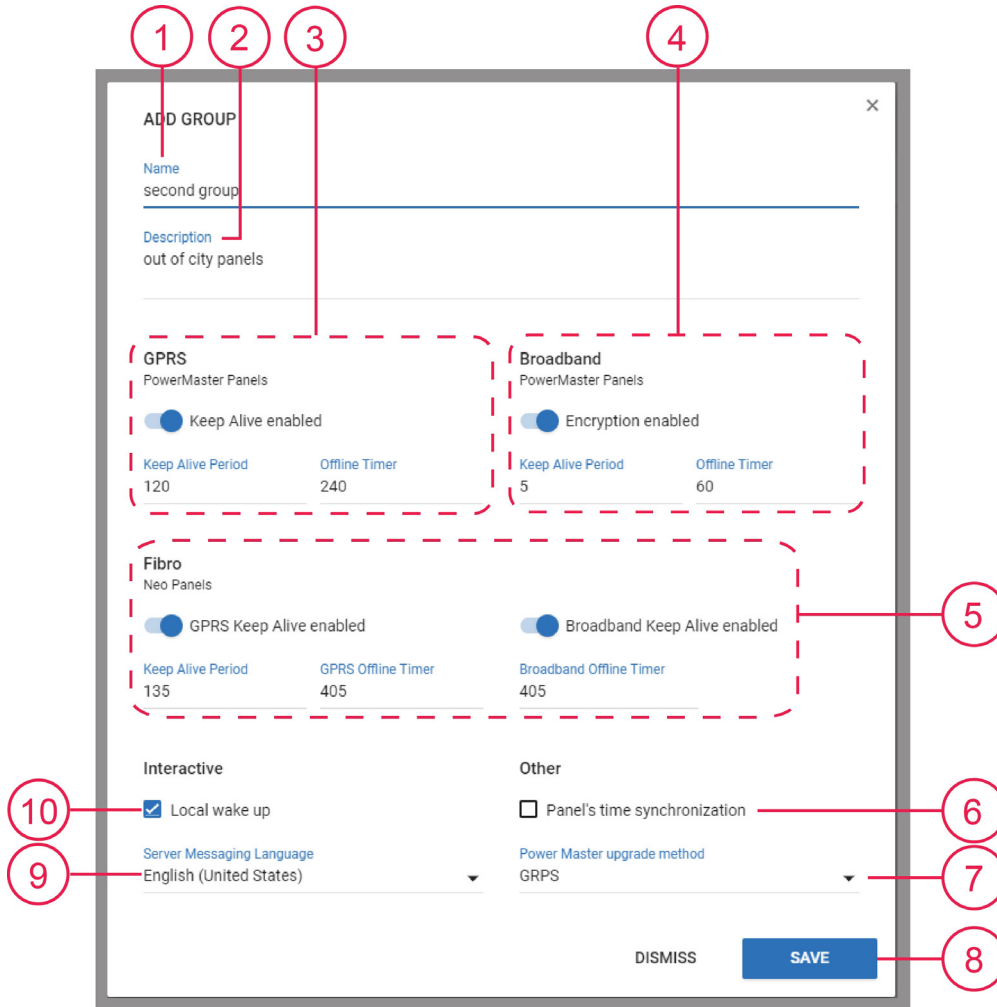 1 2 3 4
×
ADD GROUP
Name
second group
Description
out of city panels
GPRS
PowerMaster Panels
Keep Alive enabled
Keep Alive Period Offline Timer
120 240
Broadband
PowerMaster Panels
Encryption enabled
Keep Alive Period Offline Timer
5 60
Fibro
Neo Panels
GPRS Keep Alive enabled Broadband Keep Alive enabled
5
Keep Alive Period GPRS Offline Timer Broadband Offline Timer
135 405 405
Interactive Other
10 Local wake up Panel's time synchronization 6
Server Messaging Language Power Master upgrade method
9 English (United States) GRPS 7
DISMISS SAVE 8